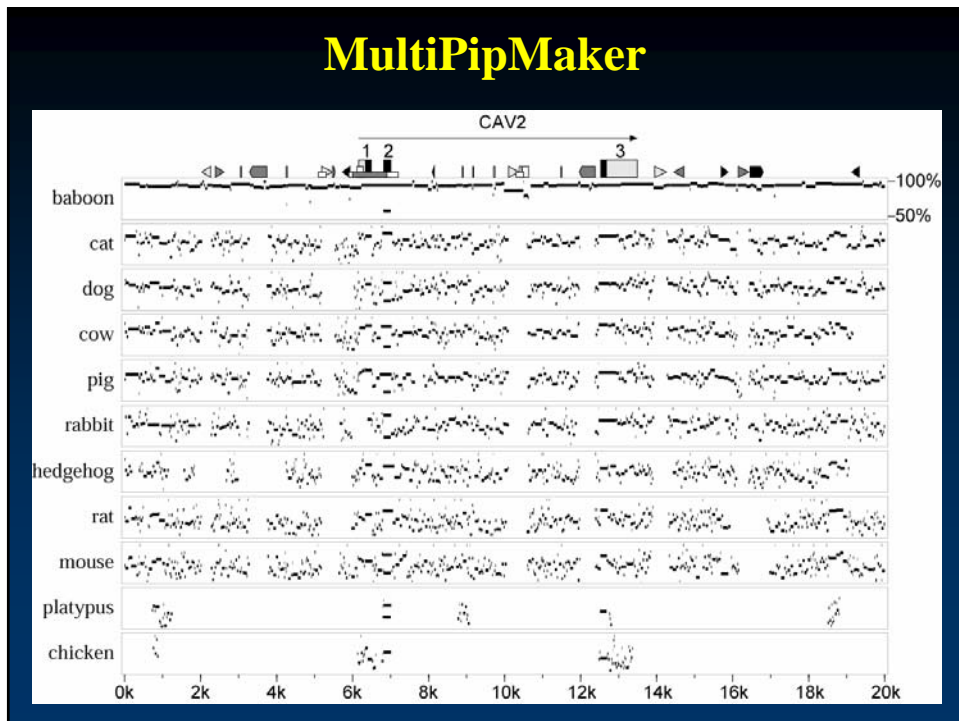 MultiPipMaker
CAV2
1 2 3
100%
baboon
50%
cat
dog
cow
pig
rabbit
hedgehog
rat
mouse
platypus
chicken
0k 2k 4k 6k 8k 10k 12k 14k 16k 18k 20k